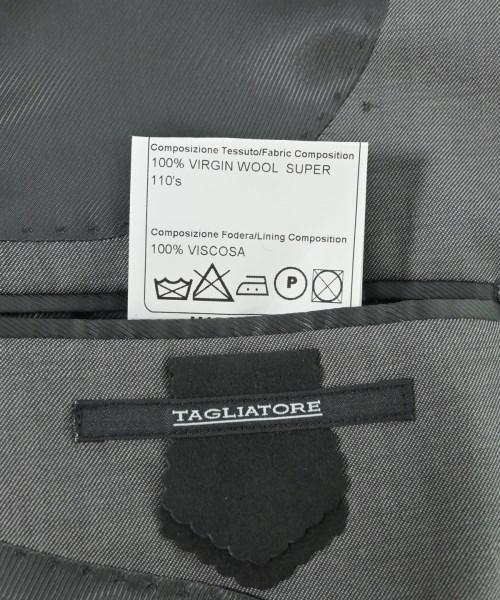 Composizione Tessuto/Fabric Composition
100% VIRGIN WOOL SUPER
110's
Composizione Fodera/Lining Composition
100% VISCOSA
P
TAGLIATORE